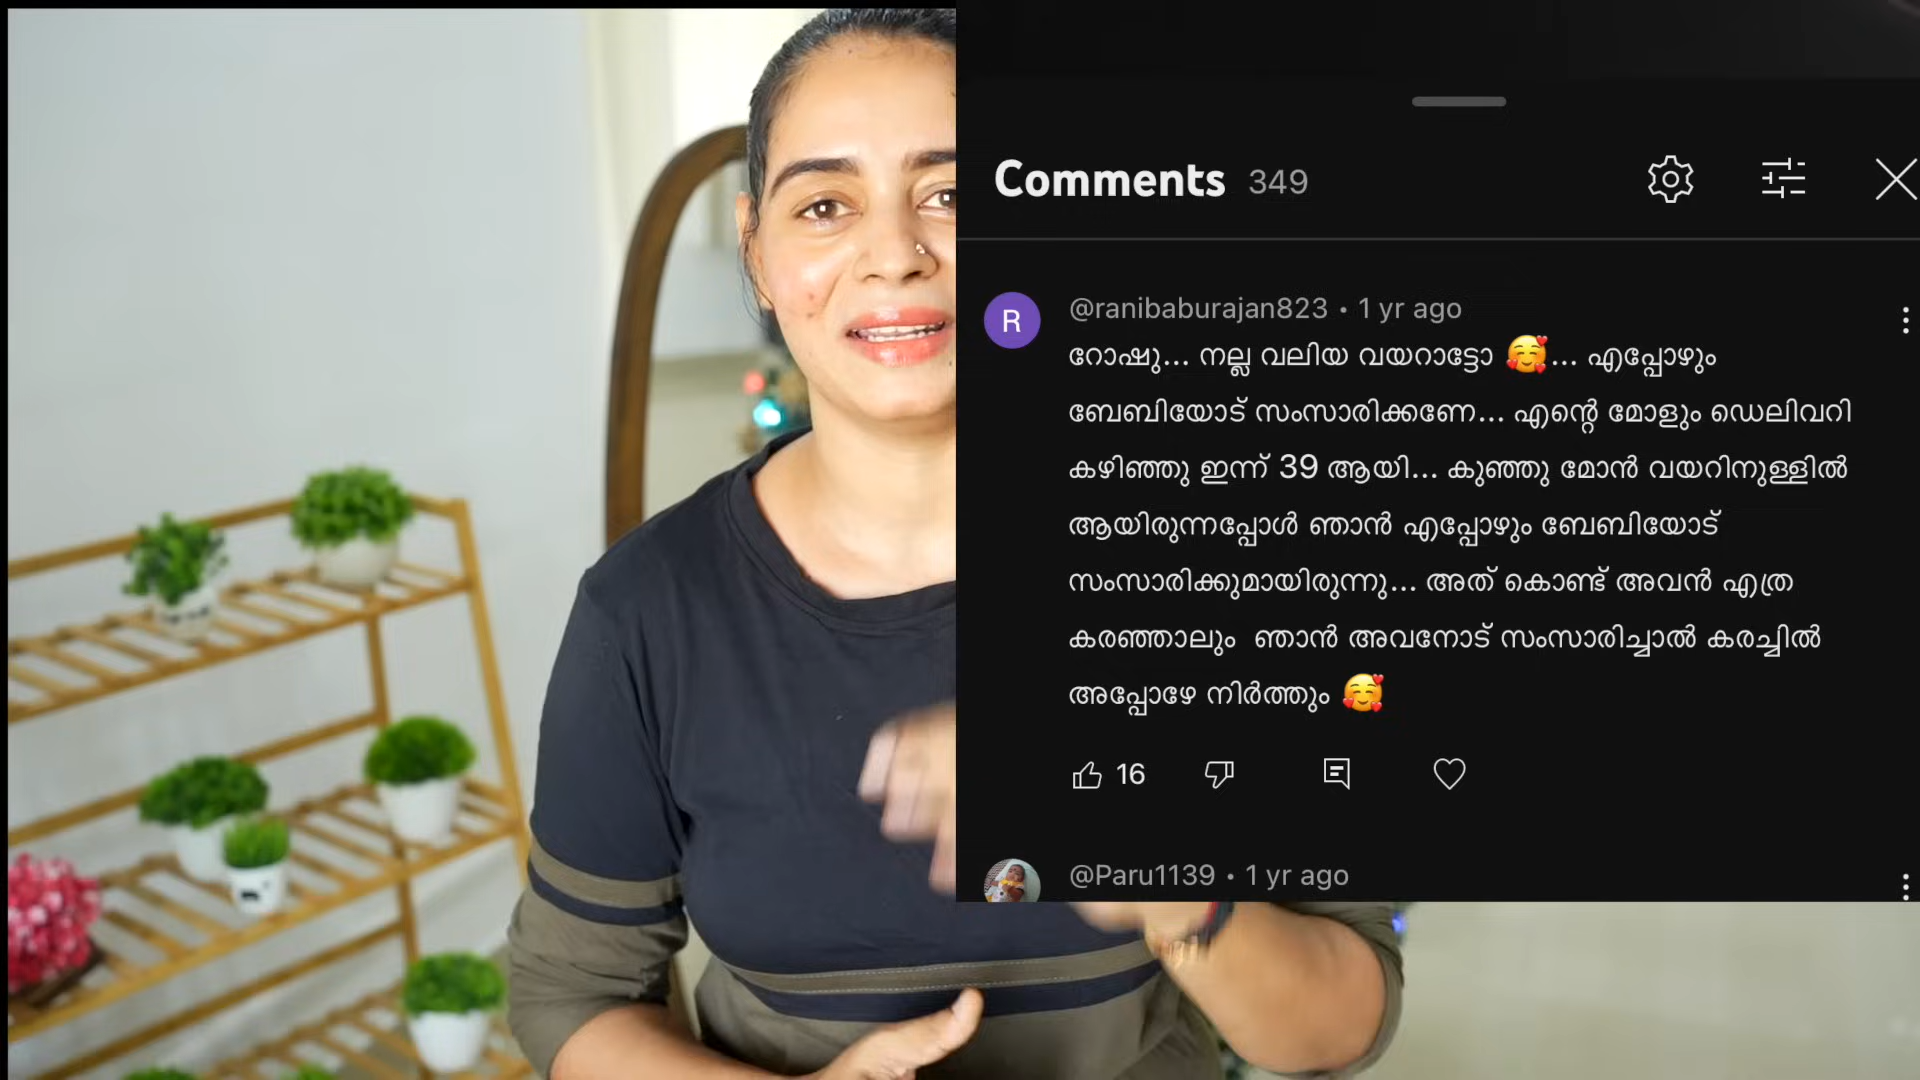 Comments 349
R
@ranibaburajan823 • 1 yr ago
റോഷു... നല്ല വലിയ വയറാട്ടോ 🥰... എപ്പോഴും
ബേബിയോട് സംസാരിക്കണേ... എന്റെ മോളും ഡെലിവറി
കഴിഞ്ഞു ഇന്ന് 39 ആയി... കുഞ്ഞു മോൻ വയറിനുള്ളിൽ
ആയിരുന്നപ്പോൾ ഞാൻ എപ്പോഴും ബേബിയോട്
സംസാരിക്കുമായിരുന്നു... അത് കൊണ്ട് അവൻ എത്ര
കരഞ്ഞാലും ഞാൻ അവനോട് സംസാരിച്ചാൽ കരച്ചിൽ
അപ്പോഴേ നിർത്തും 🥰
16
@Paru1139 • 1 yr ago